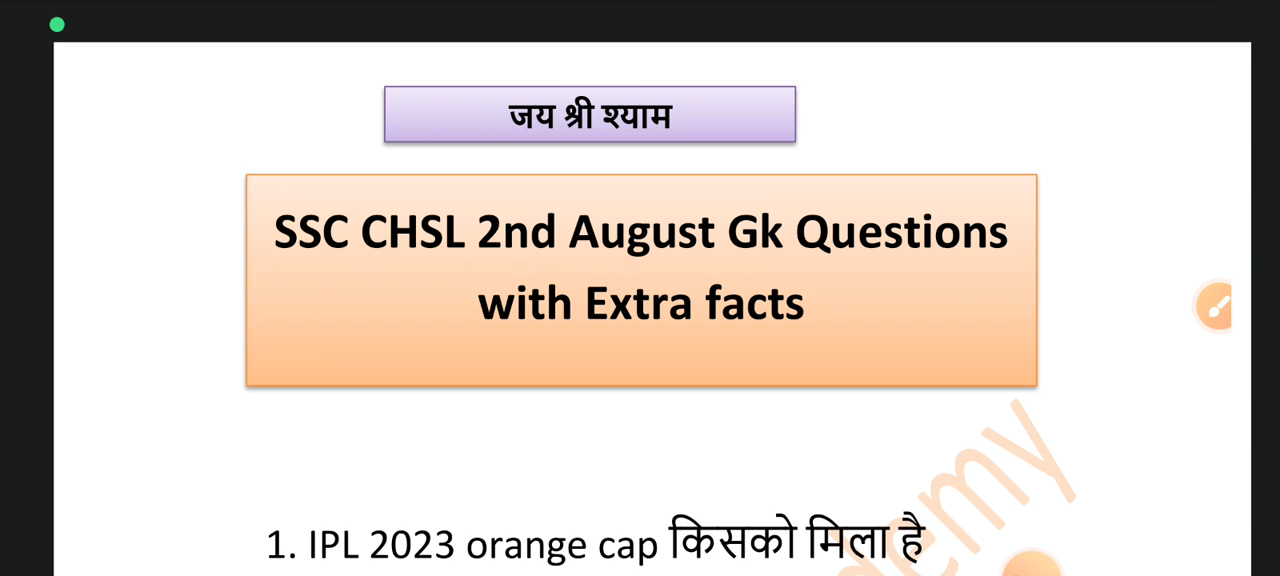 जय श्री श्याम
SSC CHSL 2nd August Gk Questions
with Extra facts
1. IPL 2023 orange cap किसको मिला है